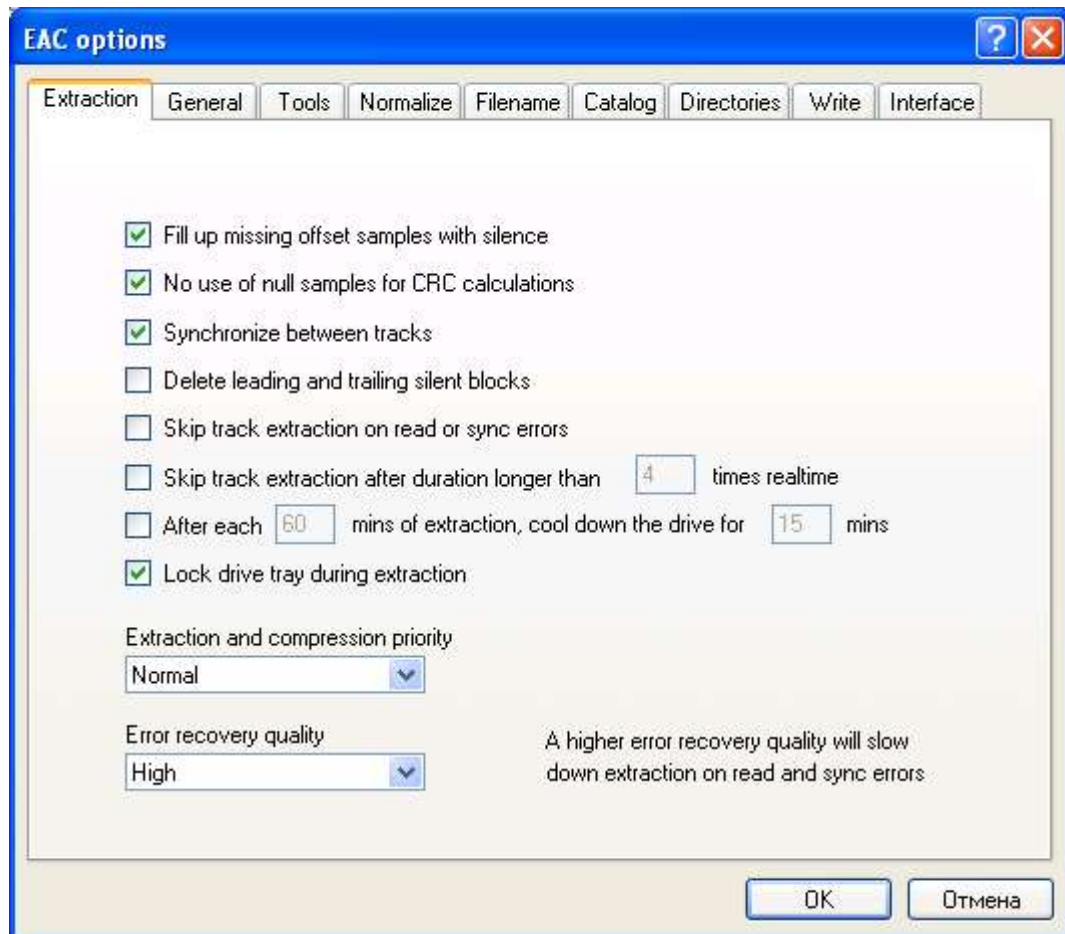 EAC options
Extraction General Tools Normalize Filename Catalog Directories Write Interface
Fill up missing offset samples with silence
No use of null samples for CRC calculations
Synchronize between tracks
Delete leading and trailing silent blocks
Skip track extraction on read or sync errors
Skip track extraction after duration longer than 4 times realtime
After each 60 mins of extraction, cool down the drive for 15 mins
Lock drive tray during extraction
Extraction and compression priority
Normal
Error recovery quality
High
A higher error recovery quality will slow
down extraction on read and sync errors
OK Отмена